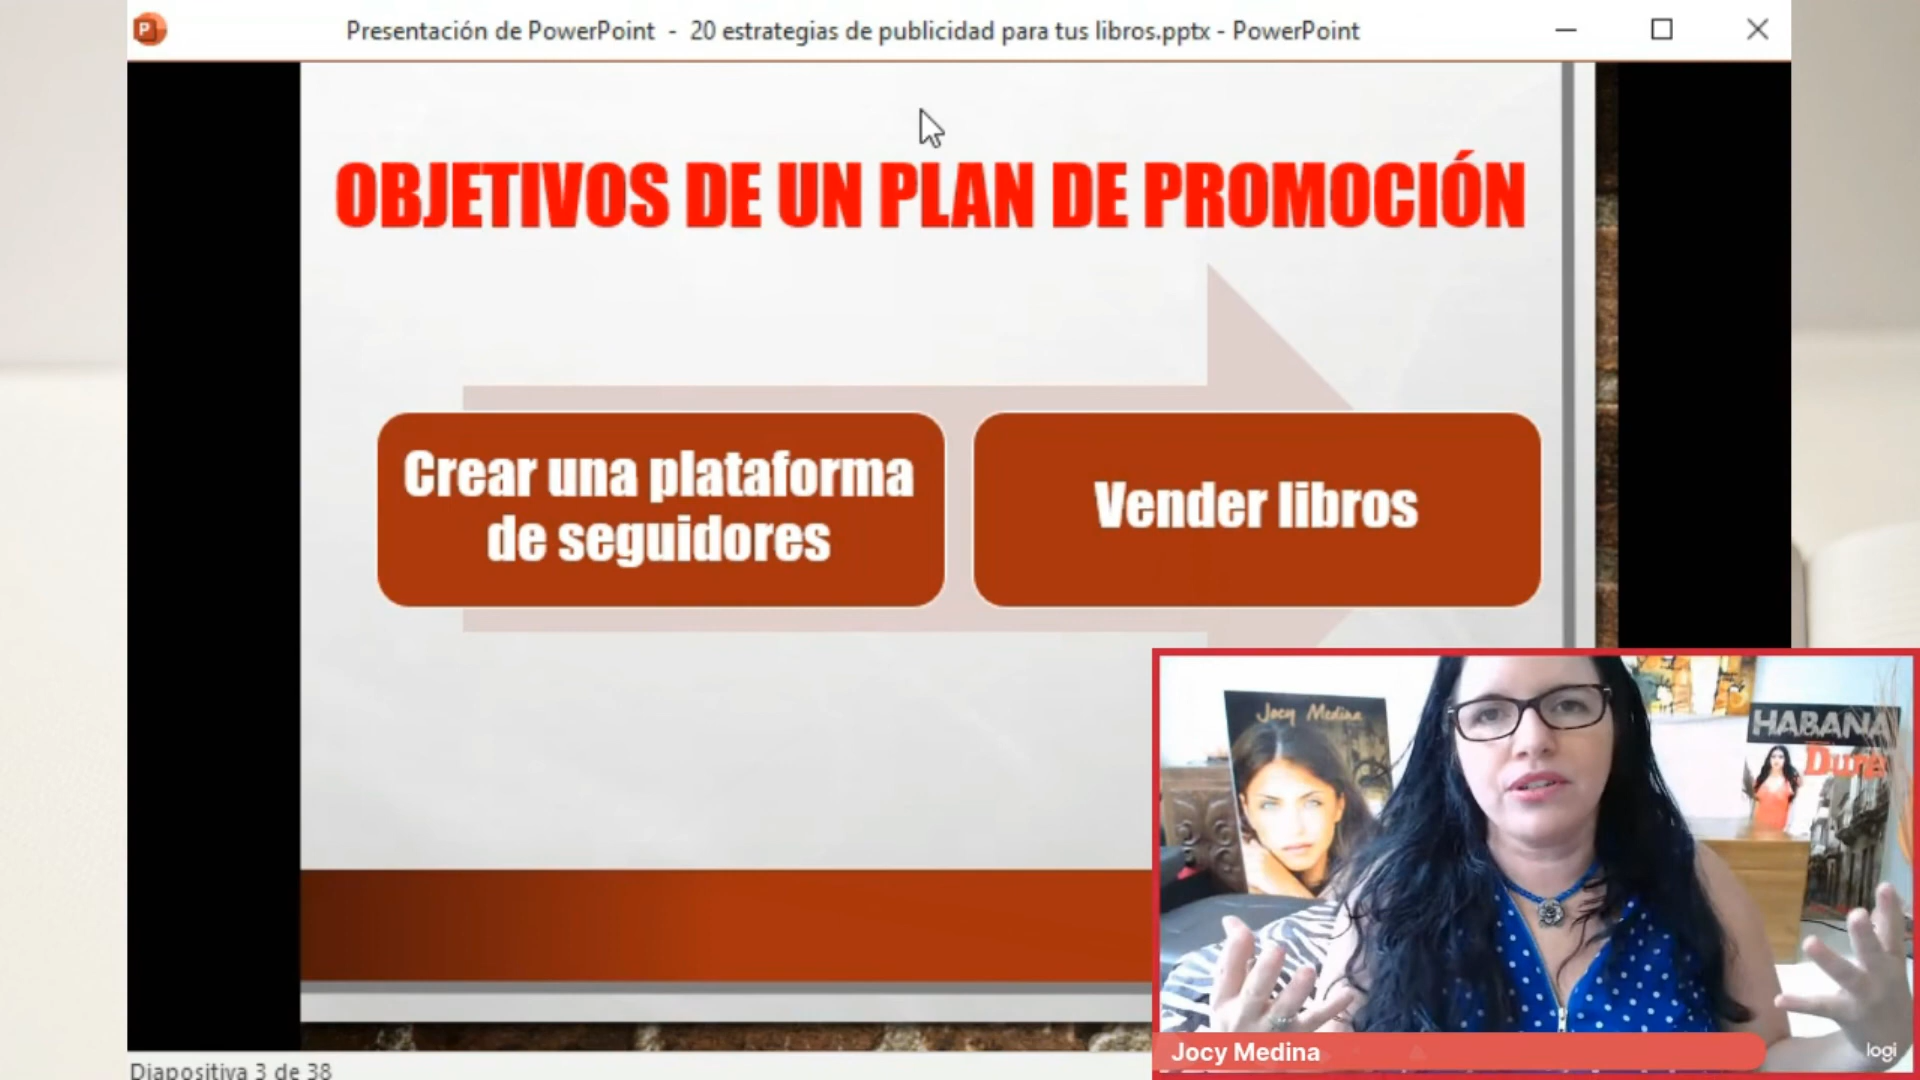 Presentación de PowerPoint - 20 estrategias de publicidad para tus libros.pptx - PowerPoint
OBJETIVOS DE UN PLAN DE PROMOCIÓN
Crear una plataforma
de seguidores
Vender libros
Jocy Medina
HABANA
Dura
Jocy Medina
logi
Diapositiva 3 de 38